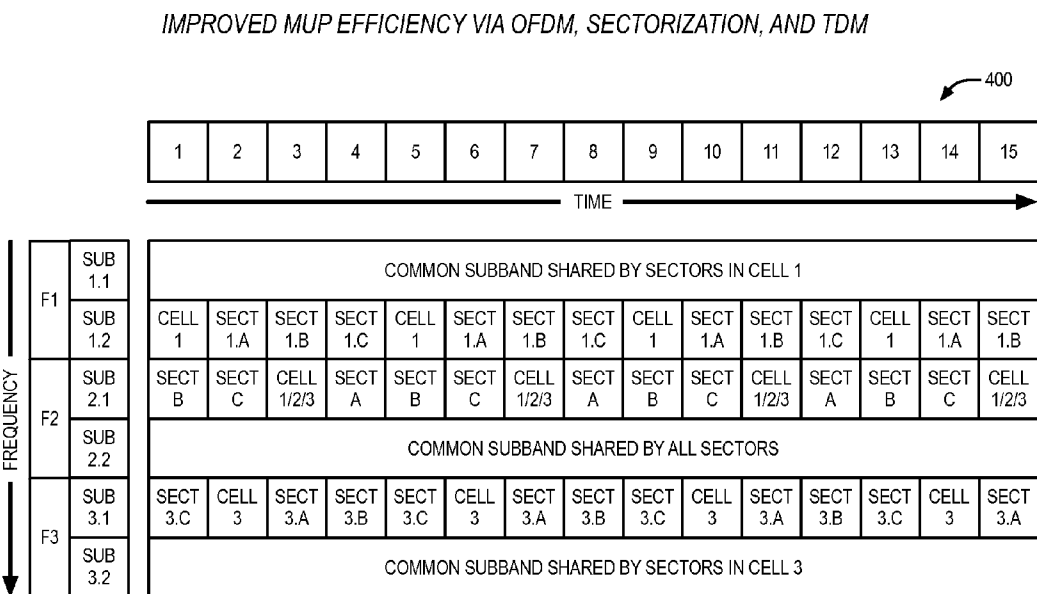 IMPROVED MUP EFFICIENCY VIA OFDM, SECTORIZATION, AND TDM
400
1 2 3 4 5 6 7 8 9 10 11 12 13 14 15
TIME
FREQUENCY
F1
SUB 1.1
COMMON SUBBAND SHARED BY SECTORS IN CELL 1
SUB 1.2
CELL 1 SECT 1.A SECT 1.B SECT 1.C CELL 1 SECT 1.A SECT 1.B SECT 1.C CELL 1 SECT 1.A SECT 1.B SECT 1.C CELL 1 SECT 1.A SECT 1.B
F2
SUB 2.1
SECT B SECT C CELL 1/2/3 SECT A SECT B SECT C CELL 1/2/3 SECT A SECT B SECT C CELL 1/2/3 SECT A SECT B SECT C CELL 1/2/3
SUB 2.2
COMMON SUBBAND SHARED BY ALL SECTORS
F3
SUB 3.1
SECT 3.C CELL 3 SECT 3.A SECT 3.B SECT 3.C CELL 3 SECT 3.A SECT 3.B SECT 3.C CELL 3 SECT 3.A SECT 3.B SECT 3.C CELL 3 SECT 3.A
SUB 3.2
COMMON SUBBAND SHARED BY SECTORS IN CELL 3